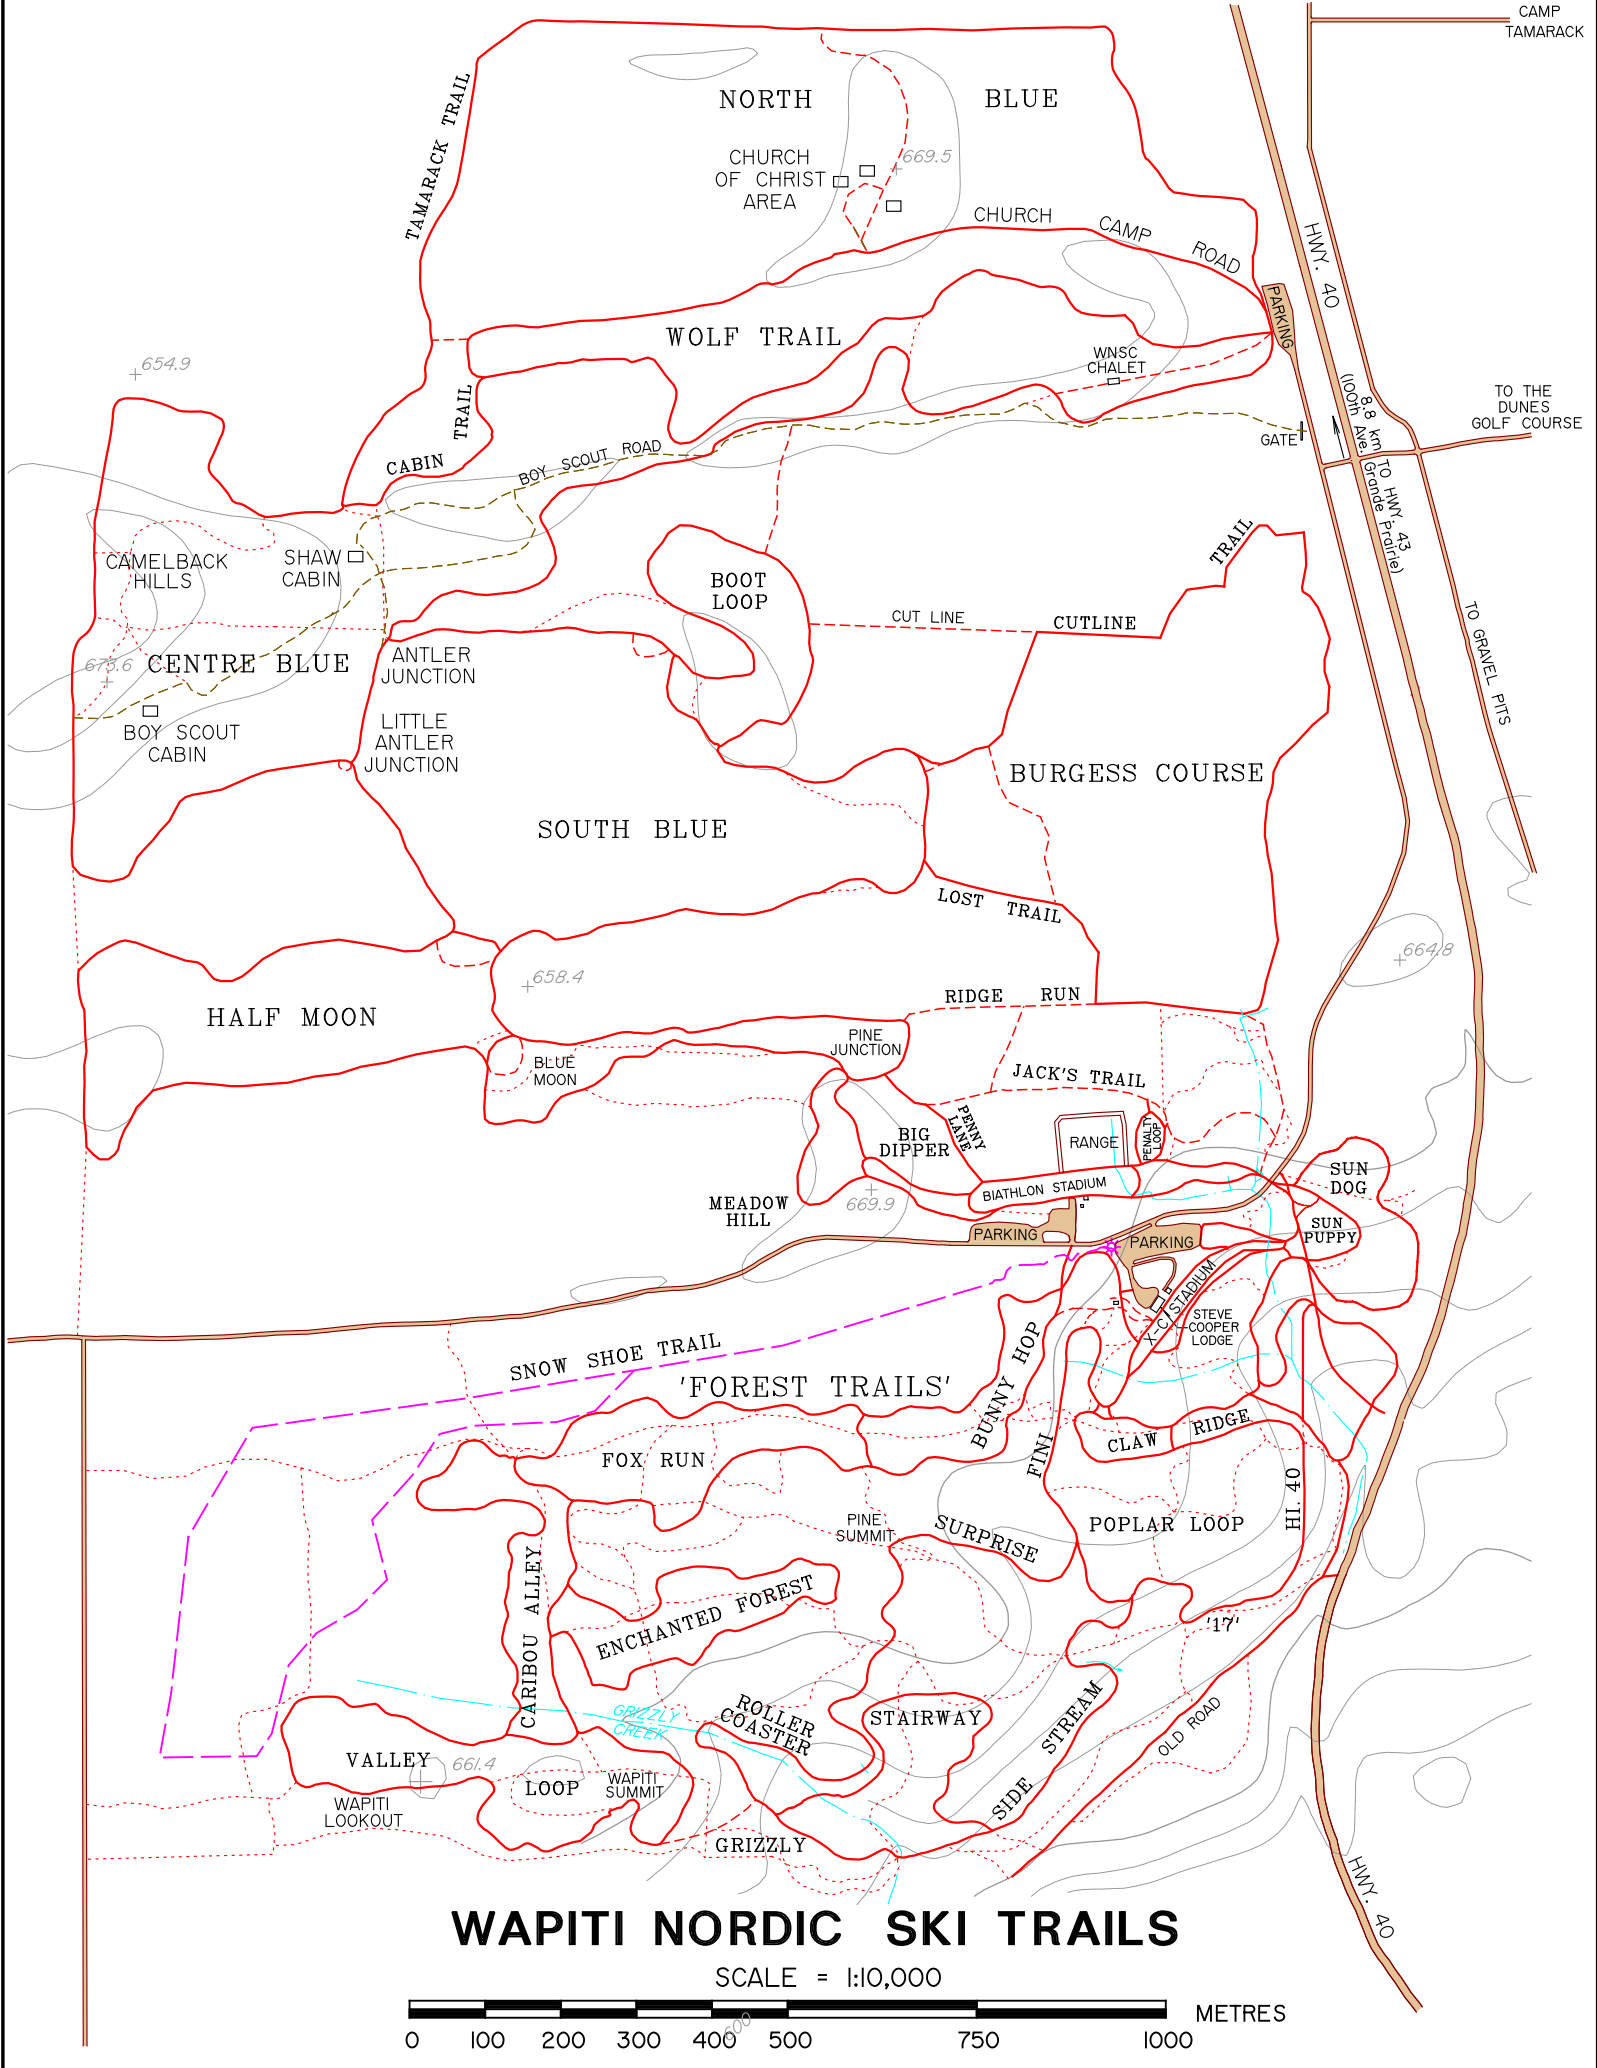 CAMP
TAMARACK
TAMARACK TRAIL
NORTH BLUE
CHURCH
OF CHRIST
AREA
669.5
CHURCH CAMP ROAD
HWY. 40
PARKING
WOLF TRAIL
WNSC
CHALET
654.9
8.8 km TO HWY. 43
(100th Ave. Grande Prairie)
TO THE
DUNES
GOLF COURSE
CABIN TRAIL
BOY SCOUT ROAD
GATE
CAMELBACK
HILLS
SHAW
CABIN
BOOT
LOOP
TRAIL
CUT LINE
CUTLINE
TO GRAVEL PITS
673.6
CENTRE BLUE
ANTLER
JUNCTION
BOY SCOUT
CABIN
LITTLE
ANTLER
JUNCTION
BURGESS COURSE
SOUTH BLUE
LOST TRAIL
664.8
658.4
HALF MOON
RIDGE RUN
PINE
JUNCTION
BLUE
MOON
JACK'S TRAIL
PENNY
LANE
BIG
DIPPER
RANGE
PENALTY
LOOP
BIATHLON STADIUM
SUN
DOG
MEADOW
HILL
669.9
PARKING
PARKING
SUN
PUPPY
X-C STADIUM
STEVE
COOPER
LODGE
SNOW SHOE TRAIL
'FOREST TRAILS'
BUNNY HOP
FOX RUN
FINI
CLAW RIDGE
HI. 40
PINE
SUMMIT
SURPRISE
POPLAR LOOP
CARIBOU ALLEY
ENCHANTED FOREST
'17'
GRIZZLY
CREEK
ROLLER
COASTER
STAIRWAY
SIDE STREAM
OLD ROAD
VALLEY
661.4
LOOP
WAPITI
SUMMIT
WAPITI
LOOKOUT
GRIZZLY
HWY. 40
WAPITI NORDIC SKI TRAILS
SCALE = 1:10,000
METRES
0 100 200 300 400 500 750 1000
600